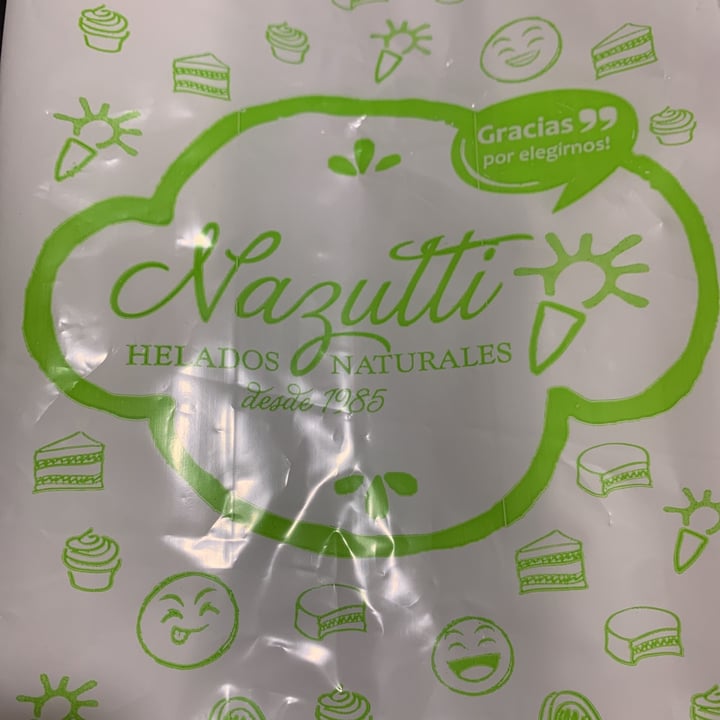 Gracias
por elegirnos!
Nazutti
HELADOS NATURALES
desde 1985